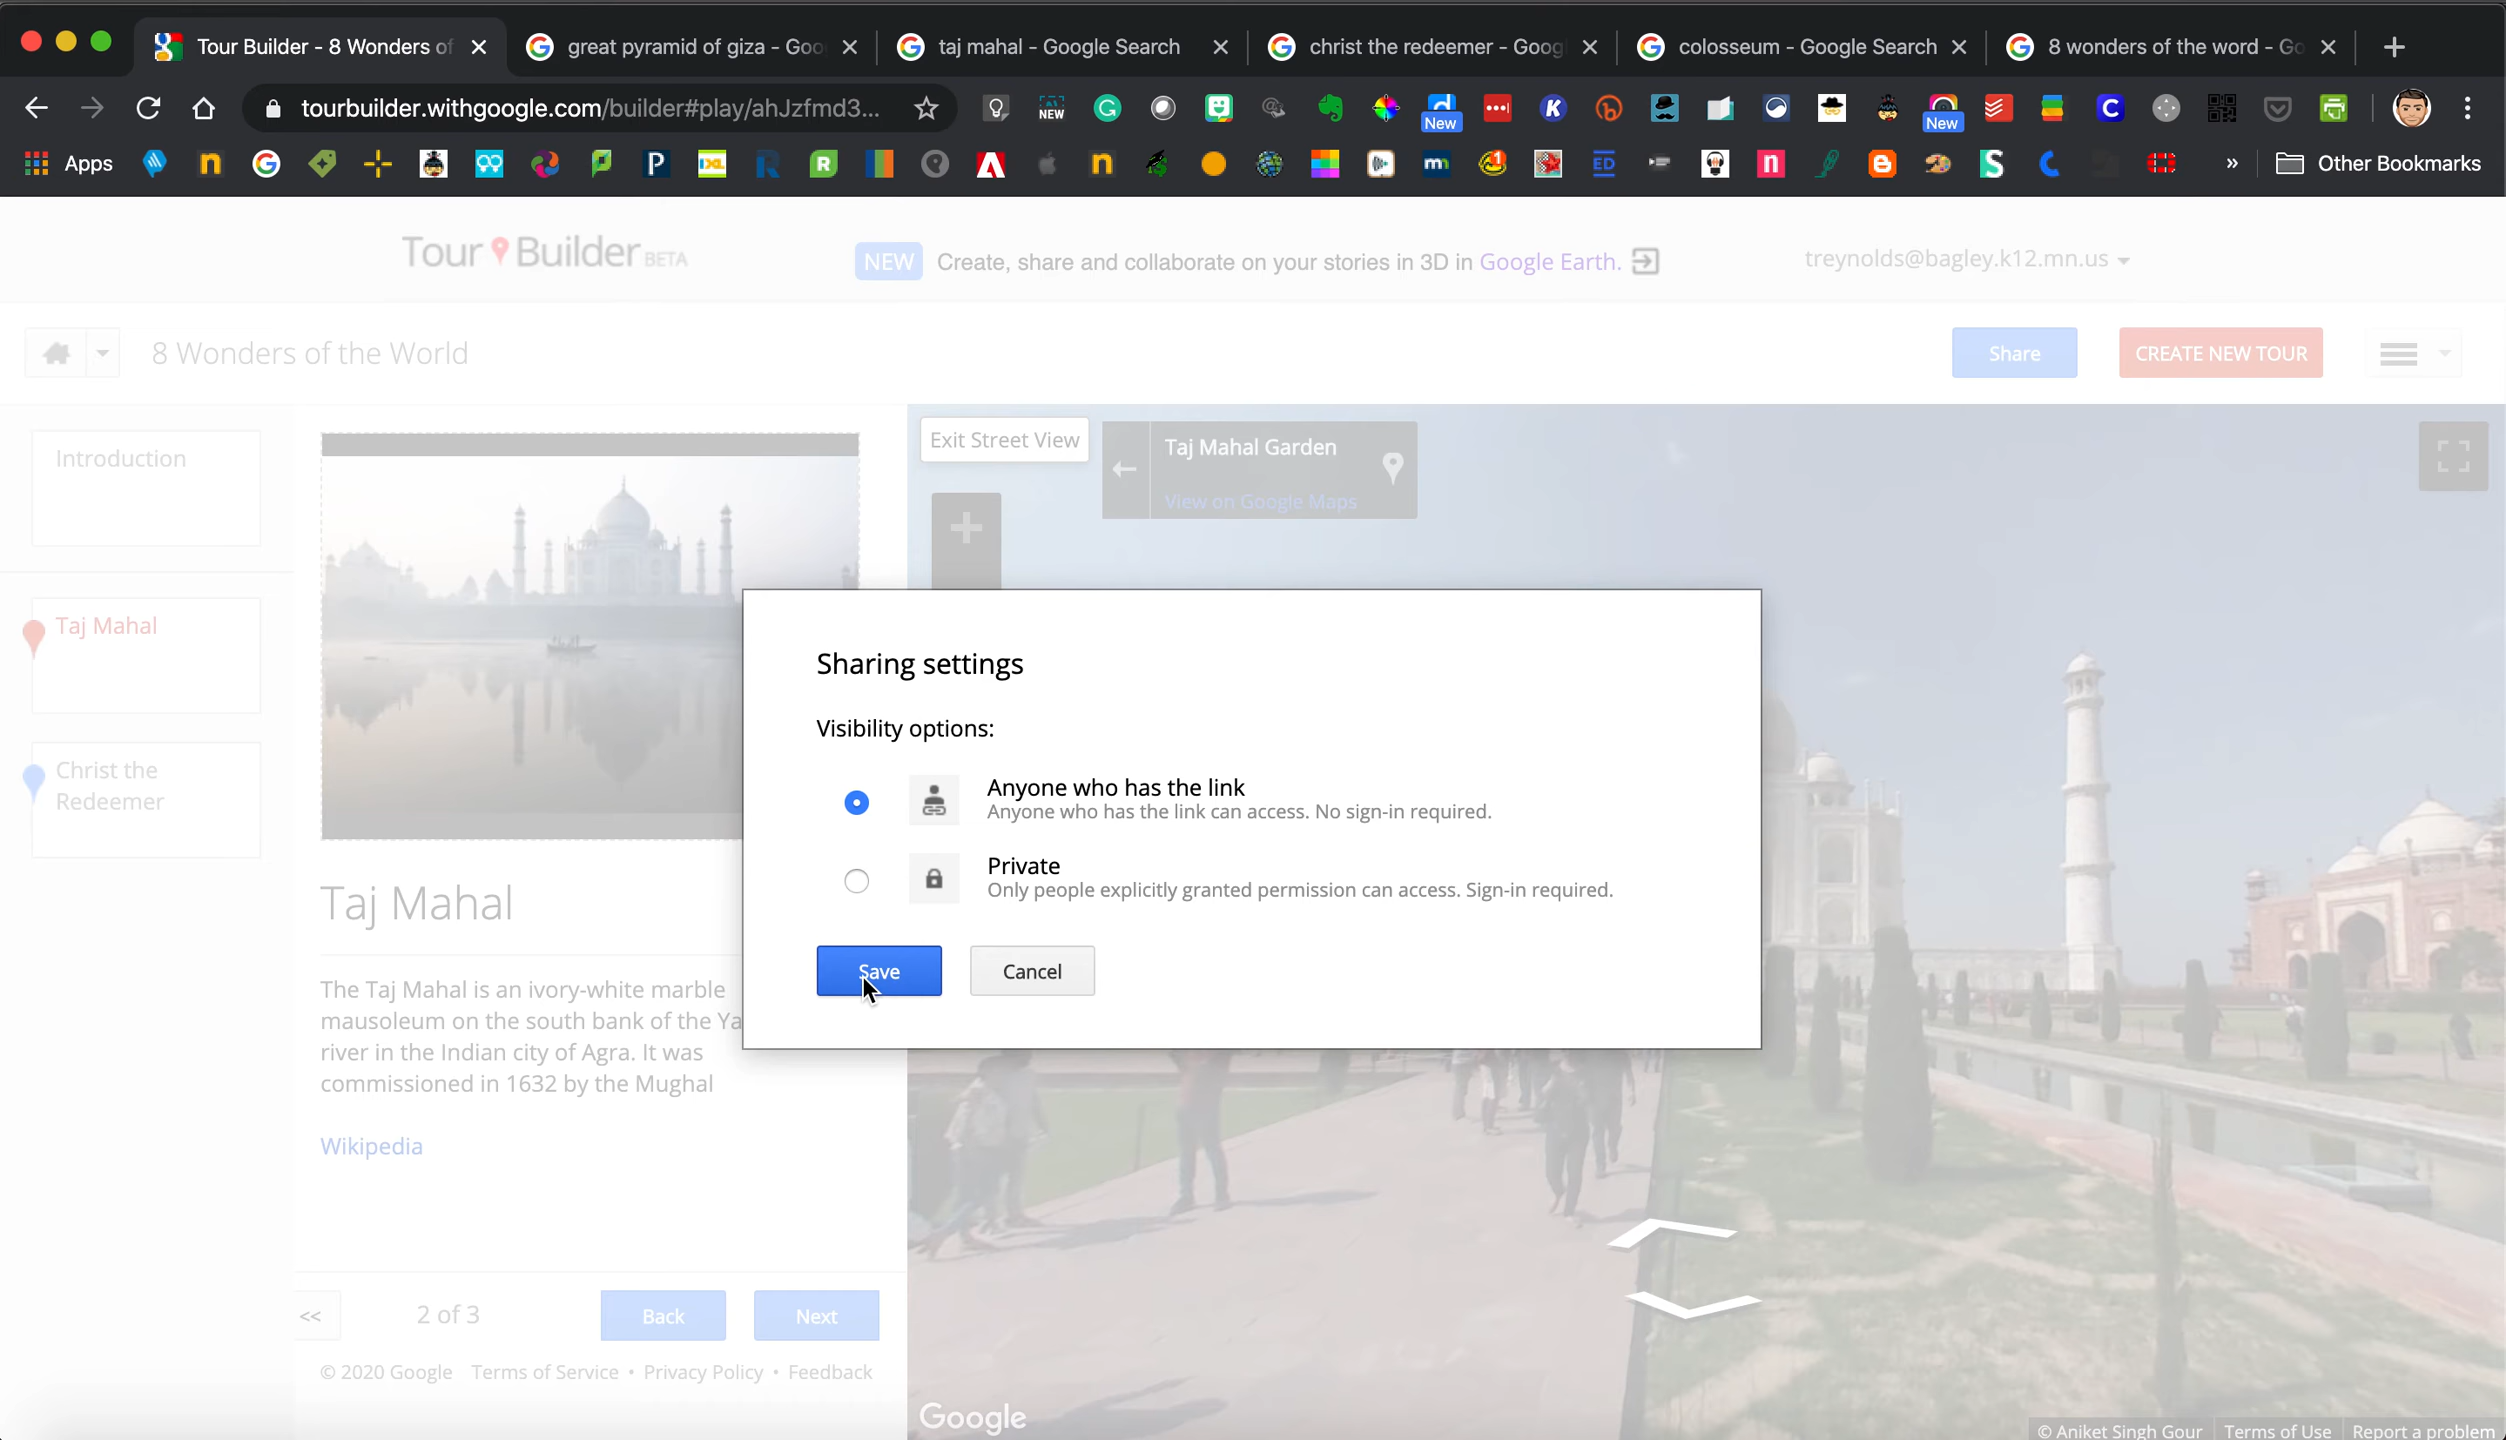 Tour Builder - 8 Wonders of
great pyramid of giza - Goo
taj mahal - Google Search
christ the redeemer - Goog
colosseum - Google Search
8 wonders of the word - Go
tourbuilder.withgoogle.com/builder#play/ahJzfmd3...
NEW
New
New
Apps
Other Bookmarks
Tour Builder BETA
NEW Create, share and collaborate on your stories in 3D in Google Earth.
treynolds@bagley.k12.mn.us
8 Wonders of the World
Share
CREATE NEW TOUR
Introduction
Taj Mahal
Christ the
Redeemer
Exit Street View
Taj Mahal Garden
View on Google Maps
Sharing settings
Visibility options:
Anyone who has the link
Anyone who has the link can access. No sign-in required.
Private
Only people explicitly granted permission can access. Sign-in required.
Save
Cancel
Taj Mahal
The Taj Mahal is an ivory-white marble
mausoleum on the south bank of the Ya
river in the Indian city of Agra. It was
commissioned in 1632 by the Mughal
Wikipedia
<< 2 of 3 Back Next
© 2020 Google Terms of Service • Privacy Policy • Feedback
Google
© Aniket Singh Gour Terms of Use Report a problem